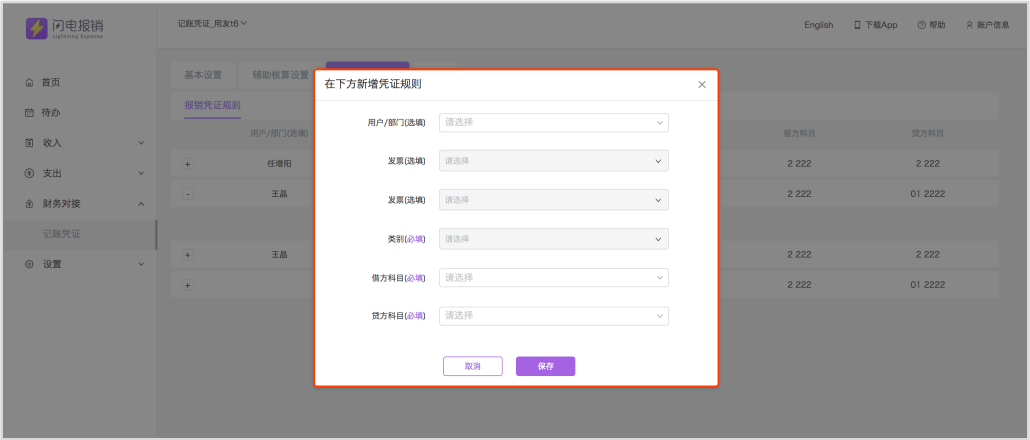 闪电报销
Lightning Expense
记账凭证_用友t6
English
下载App
帮助
账户信息
首页
待办
收入
支出
财务对接
记账凭证
设置
基本设置
辅助核算设置
报销凭证规则
用户/部门(选填)
借方科目
贷方科目
+ 任增阳 2 222 2 222
- 王晶 2 222 01 2222
+ 王晶 2 222 2 222
+ 2 222 01 2222
在下方新增凭证规则
用户/部门(选填) 请选择
发票(选填) 请选择
发票(选填) 请选择
类别(必填) 请选择
借方科目(必填) 请选择
贷方科目(必填) 请选择
取消
保存